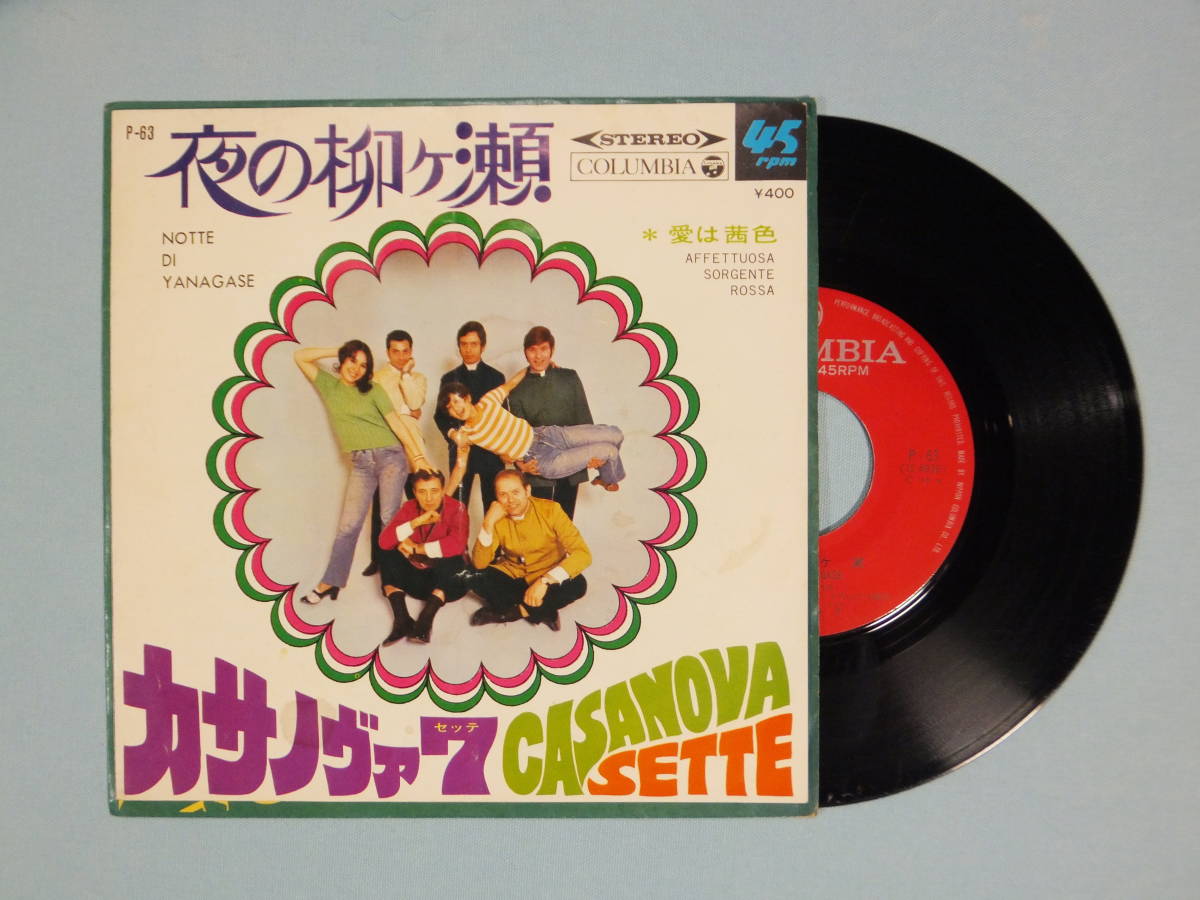 P-63
夜の柳ヶ瀬
STEREO
COLUMBIA
45
rpm
¥400
NOTTE
DI
YANAGASE
* 愛は茜色
AFFETTUOSA
SORGENTE
ROSSA
カサノヴァ7
セッテ
CASANOVA
SETTE
MBIA
45RPM
P-63